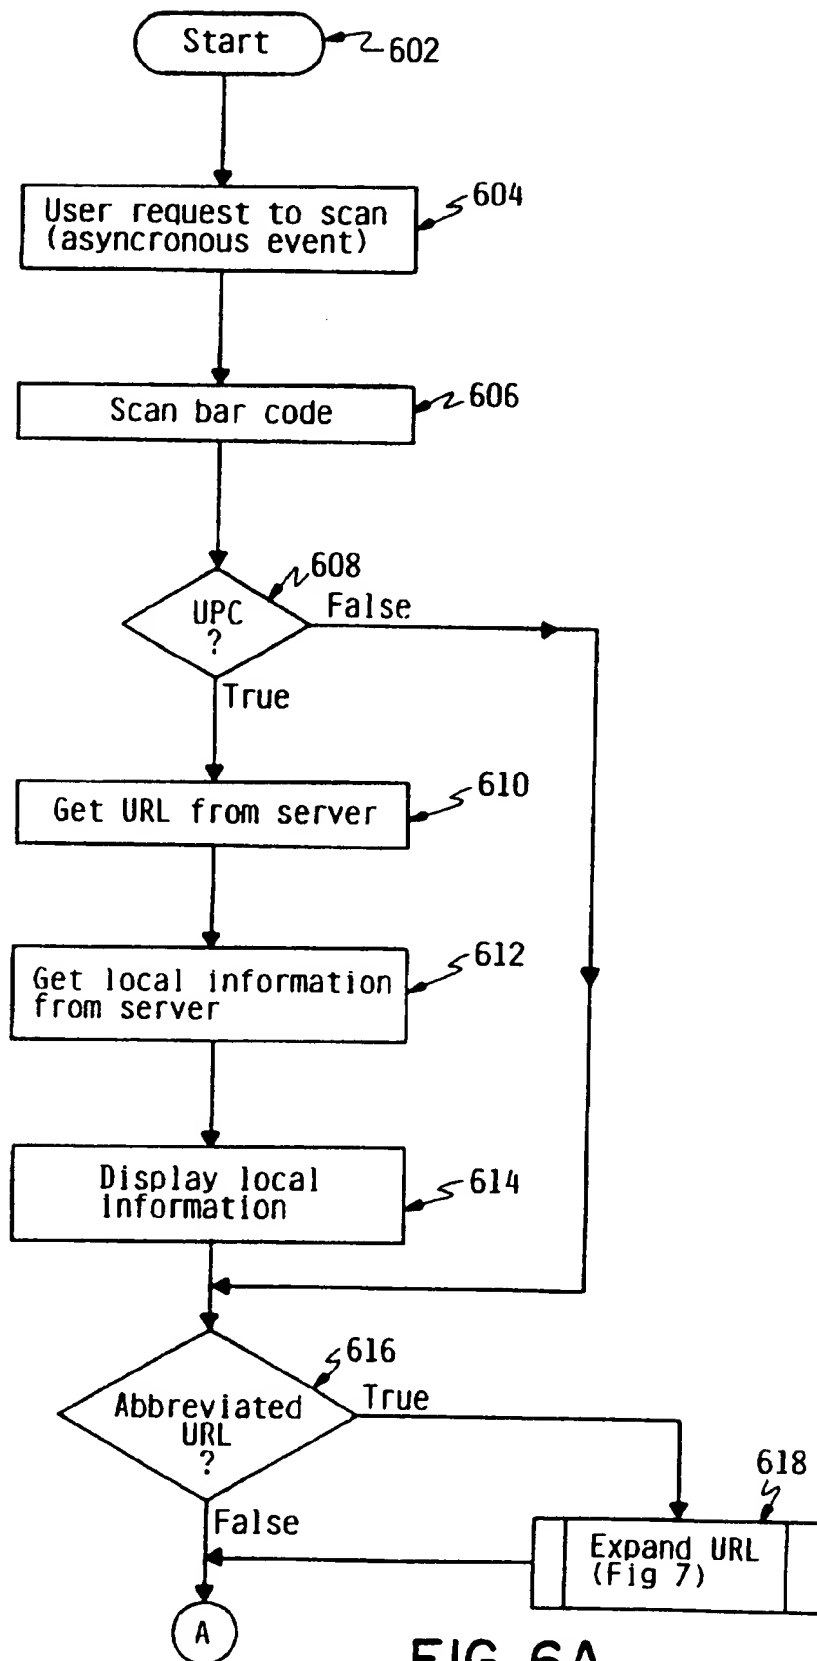 Start
602
User request to scan
(asyncronous event)
604
Scan bar code
606
608
UPC
?
False
True
Get URL from server
610
Get local information
from server
612
Display local
information
614
616
Abbreviated
URL
?
True
618
False
Expand URL
(Fig 7)
A
FIG. 6A